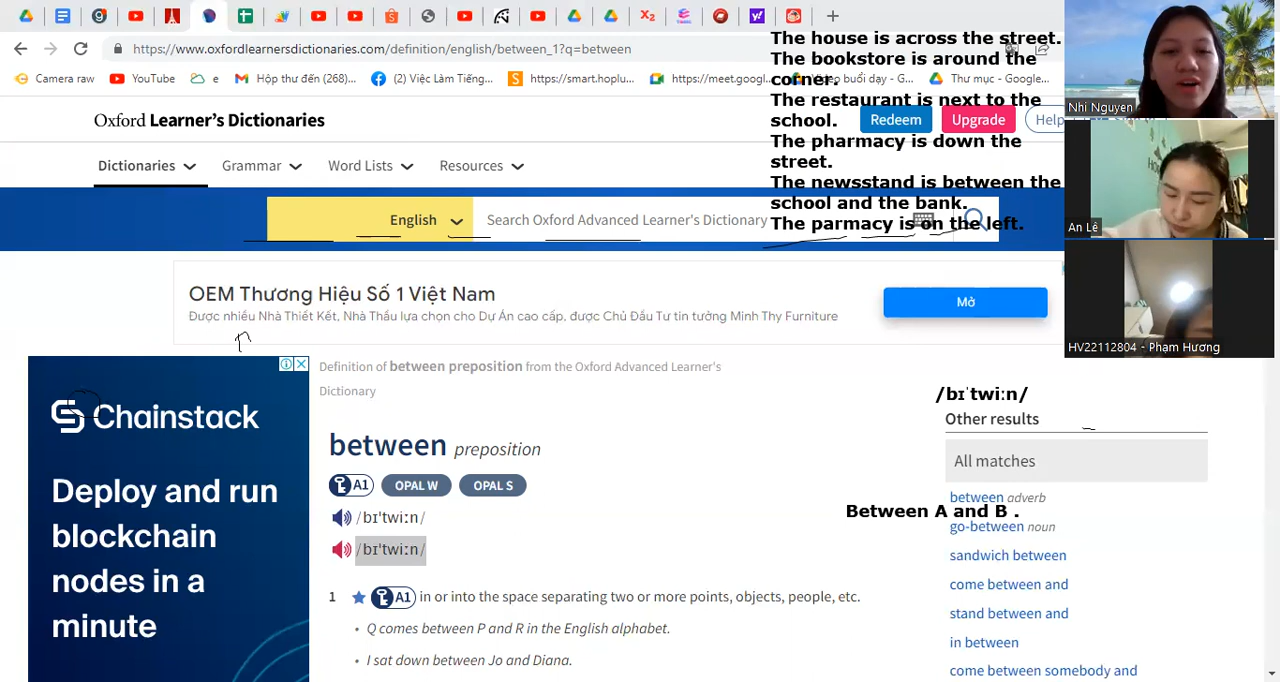 https://www.oxfordlearnersdictionaries.com/definition/english/between_1?q=between
Camera raw
YouTube
e
Hộp thư đến (268)...
(2) Việc Làm Tiếng...
https://smart.hoplu...
https://meet.googl...
Video buổi dạy - G...
Thư mục - Google...
The house is across the street.
The bookstore is around the
corner.
The restaurant is next to the
school.
The pharmacy is down the
street.
The newsstand is between the
school and the bank.
The parmacy is on the left.
Nhi Nguyen
An Lê
HV22112804 - Phạm Hương
Oxford Learner's Dictionaries
Redeem
Upgrade
Help
Dictionaries
Grammar
Word Lists
Resources
English
Search Oxford Advanced Learner's Dictionary
OEM Thương Hiệu Số 1 Việt Nam
Được nhiều Nhà Thiết Kết, Nhà Thầu lựa chọn cho Dự Án cao cấp, được Chủ Đầu Tư tin tưởng Minh Thy Furniture
Mở
Chainstack
Deploy and run
blockchain
nodes in a
minute
Definition of between preposition from the Oxford Advanced Learner's
Dictionary
between preposition
A1
OPAL W
OPAL S
/bɪˈtwiːn/
/bɪˈtwiːn/
1 A1 in or into the space separating two or more points, objects, people, etc.
• Q comes between P and R in the English alphabet.
• I sat down between Jo and Diana.
/bɪˈtwiːn/
Other results
All matches
between adverb
Between A and B .
go-between noun
sandwich between
come between and
stand between and
in between
come between somebody and